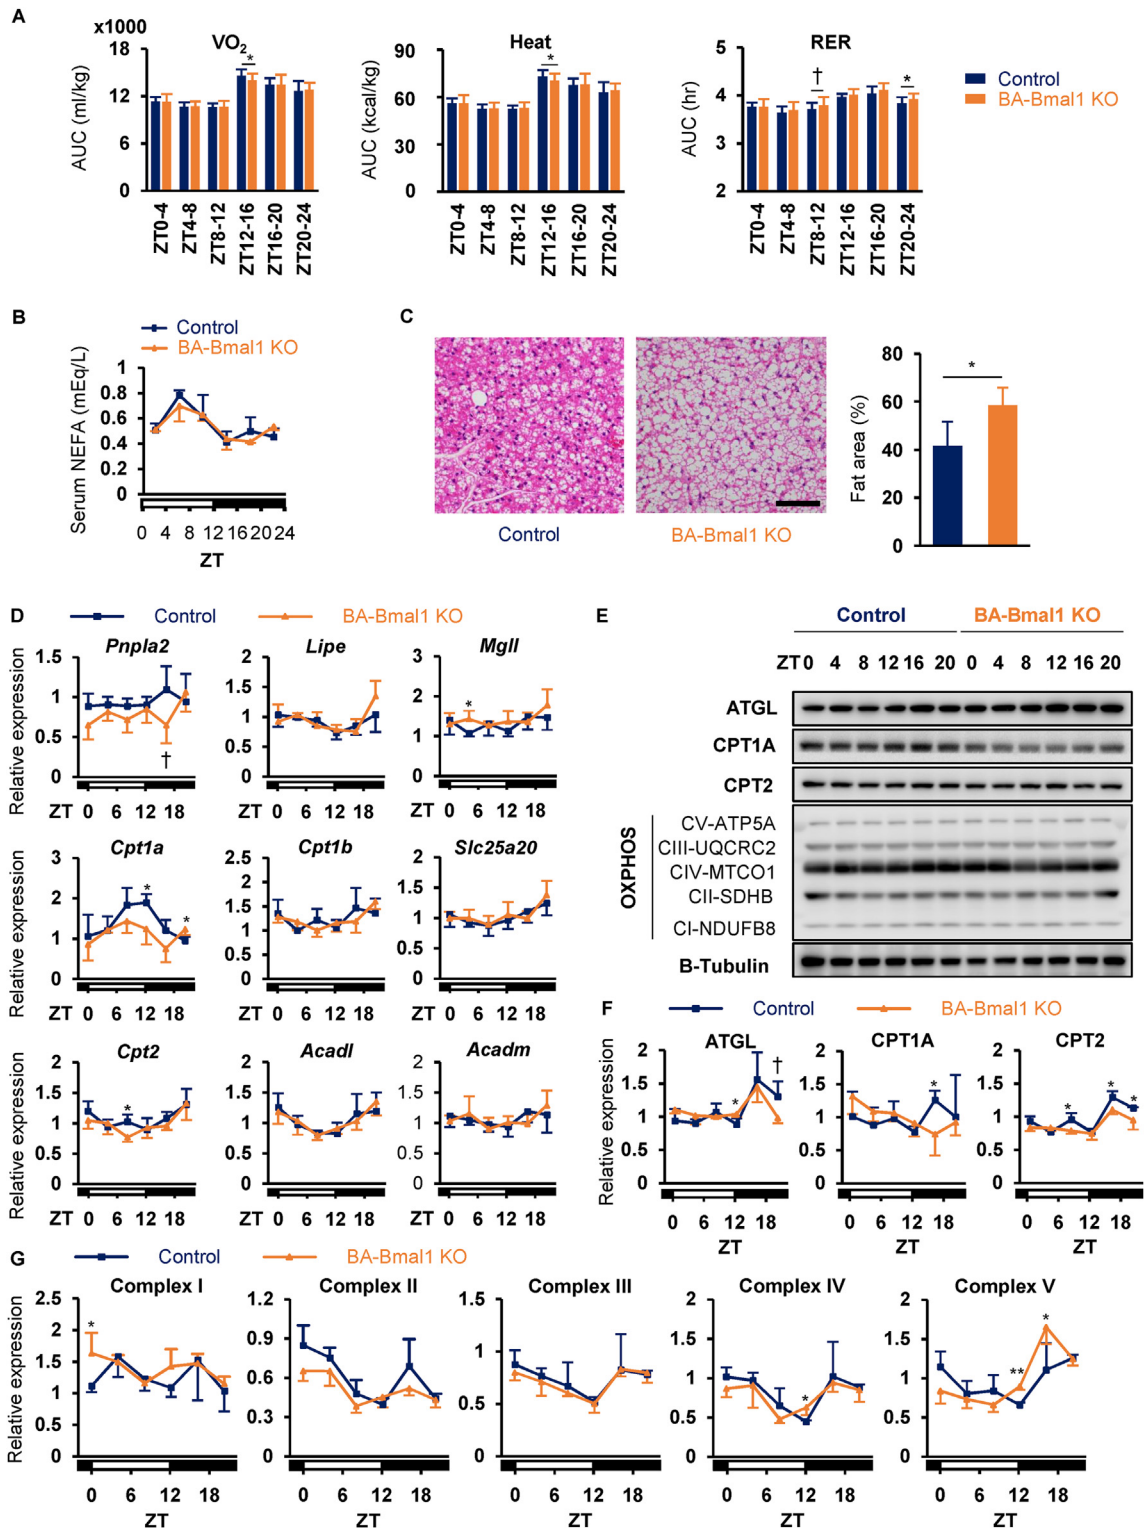 A
x1000
VO2
Heat
RER
Control
BA-Bmal1 KO
AUC (ml/kg)
18
12
6
0
AUC (kcal/kg)
90
60
30
0
AUC (hr)
5
4
3
2
* * † *
ZT0-4 ZT4-8 ZT8-12 ZT12-16 ZT16-20 ZT20-24
ZT0-4 ZT4-8 ZT8-12 ZT12-16 ZT16-20 ZT20-24
ZT0-4 ZT4-8 ZT8-12 ZT12-16 ZT16-20 ZT20-24
B
Control
BA-Bmal1 KO
Serum NEFA (mEq/L)
1
0.8
0.6
0.4
0.2
0
0 4 8 12 16 20 24
ZT
C
Control
BA-Bmal1 KO
Fat area (%)
80
60
40
20
0
*
D
Control
BA-Bmal1 KO
Pnpla2
Lipe
Mgll
Relative expression
1.5
1
0.5
0
†
2
1.5
1
0.5
0
3
2
1
0
*
ZT 0 6 12 18
ZT 0 6 12 18
ZT 0 6 12 18
Cpt1a
Cpt1b
Slc25a20
Relative expression
3
2
1
0
* *
2.5
2
1.5
1
0.5
0
2
1.5
1
0.5
0
ZT 0 6 12 18
ZT 0 6 12 18
ZT 0 6 12 18
Cpt2
Acadl
Acadm
Relative expression
2
1.5
1
0.5
0
*
2
1.5
1
0.5
0
2
1.5
1
0.5
0
ZT 0 6 12 18
ZT 0 6 12 18
ZT 0 6 12 18
E
Control
BA-Bmal1 KO
ZT 0 4 8 12 16 20 0 4 8 12 16 20
ATGL
CPT1A
CPT2
OXPHOS
CV-ATP5A
CIII-UQCRC2
CIV-MTCO1
CII-SDHB
CI-NDUFB8
B-Tubulin
F
Control
BA-Bmal1 KO
ATGL
CPT1A
CPT2
Relative expression
2
1.5
1
0.5
0
* †
2
1.5
1
0.5
0
*
2
1.5
1
0.5
0
* * *
0 6 12 18
0 6 12 18
0 6 12 18
ZT
ZT
ZT
G
Control
BA-Bmal1 KO
Complex I
Complex II
Complex III
Complex IV
Complex V
Relative expression
2.5
2
1.5
1
0.5
0
*
1.2
0.9
0.6
0.3
0
1.5
1
0.5
0
2
1.5
1
0.5
0
*
2
1.5
1
0.5
0
** *
0 6 12 18
0 6 12 18
0 6 12 18
0 6 12 18
0 6 12 18
ZT
ZT
ZT
ZT
ZT